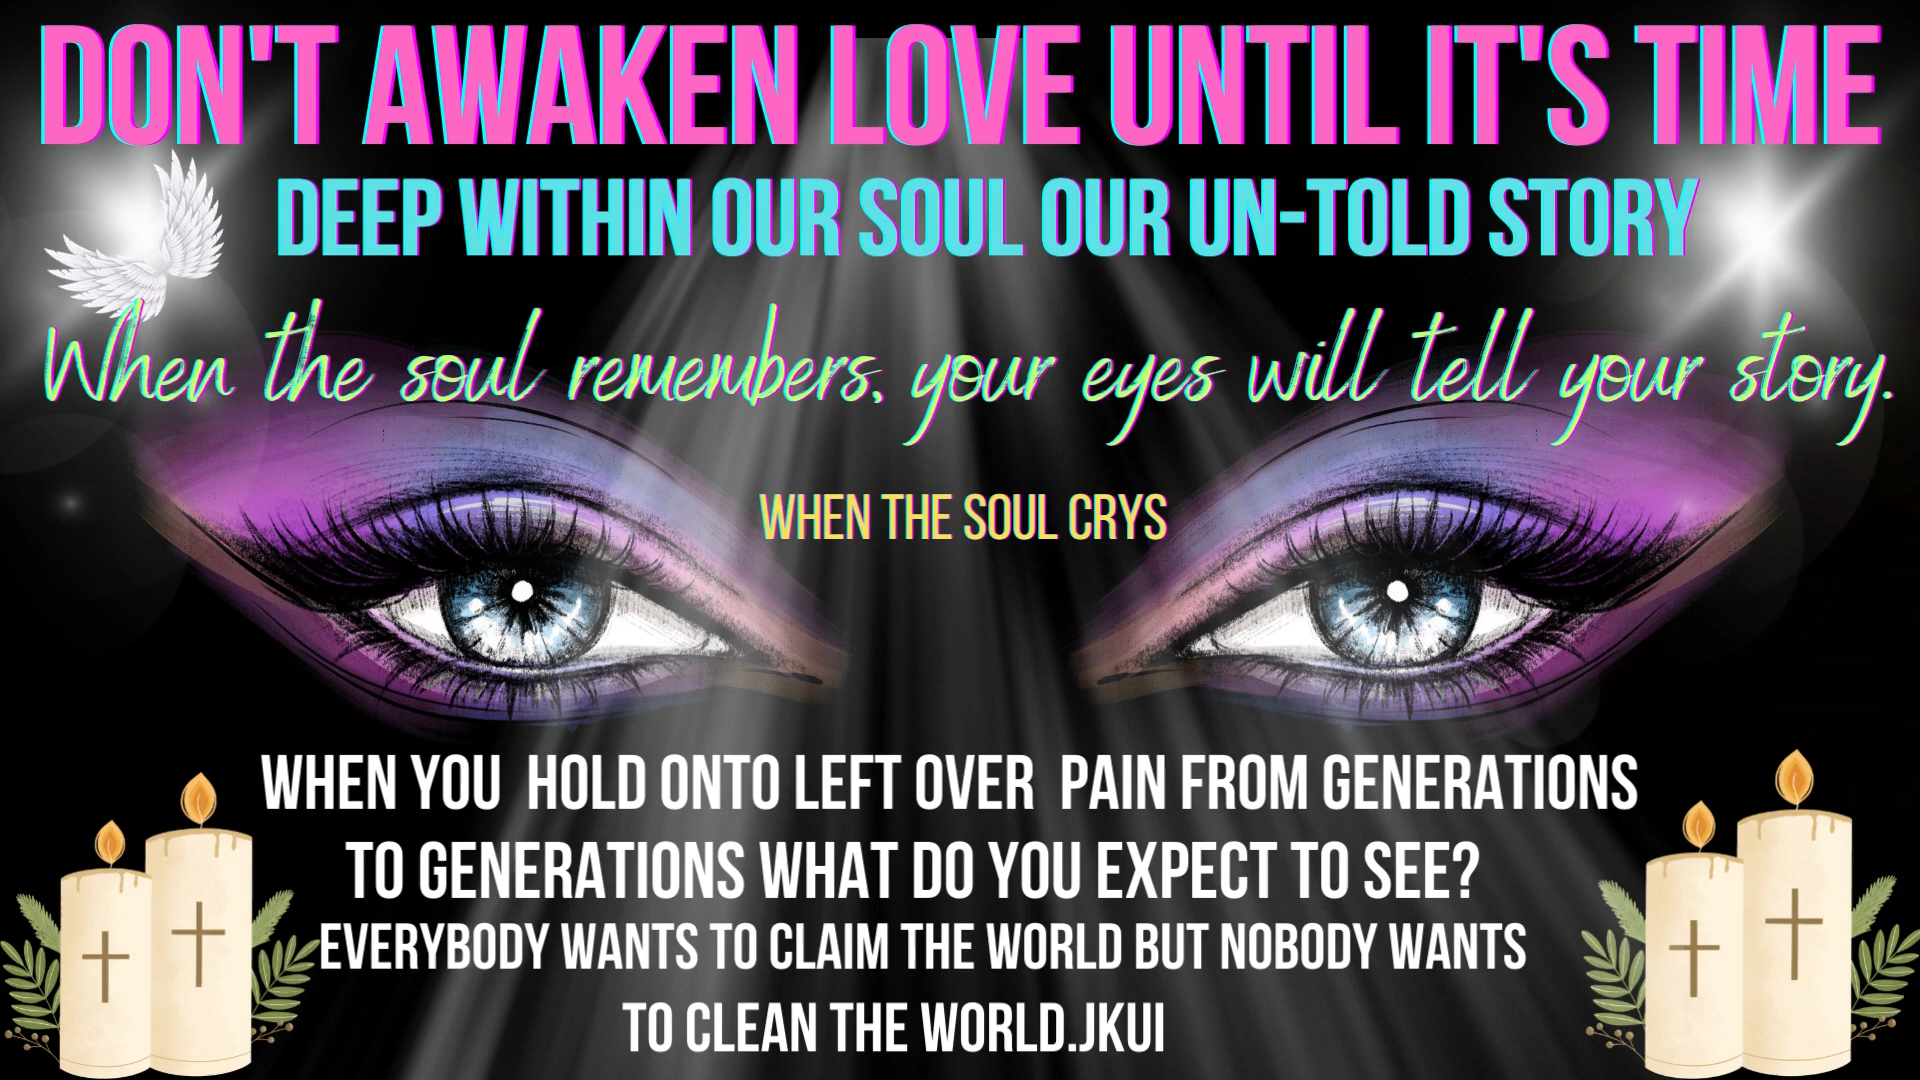 DON'T AWAKEN LOVE UNTIL IT'S TIME
DEEP WITHIN OUR SOUL OUR UN-TOLD STORY
When the soul remembers, your eyes will tell your story.
WHEN THE SOUL CRYS
WHEN YOU HOLD ONTO LEFT OVER PAIN FROM GENERATIONS
TO GENERATIONS WHAT DO YOU EXPECT TO SEE?
EVERYBODY WANTS TO CLAIM THE WORLD BUT NOBODY WANTS
TO CLEAN THE WORLD.JKUI